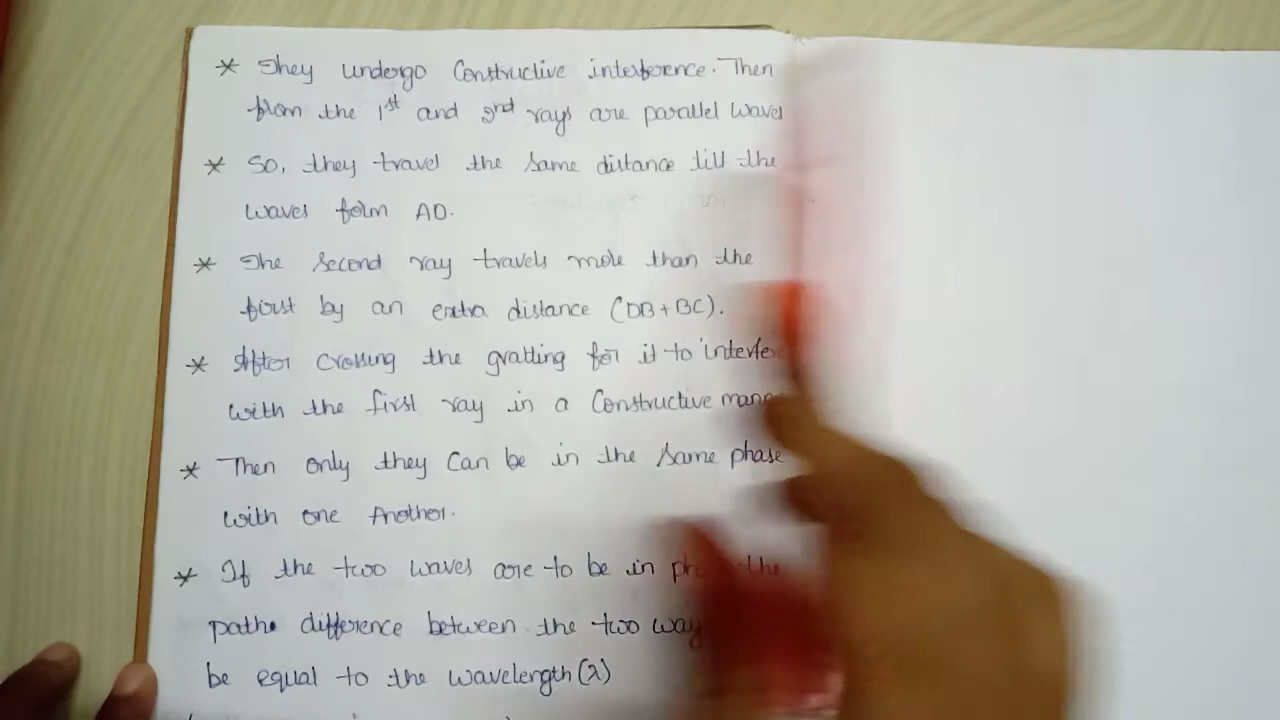 * They undergo Constructive interference. Then
from the 1st and 2nd rays are parallel waves
* So, they travel the same distance till the
waves form AD.
* The second ray travels more than the
first by an extra distance (DB+BC).
* After crossing the gratting for it to interfere
with the first ray in a Constructive
* Then only they can be in the same phase
with one Another.
* If the two waves are to be in the
path difference between the two
be equal to the wavelength (λ)